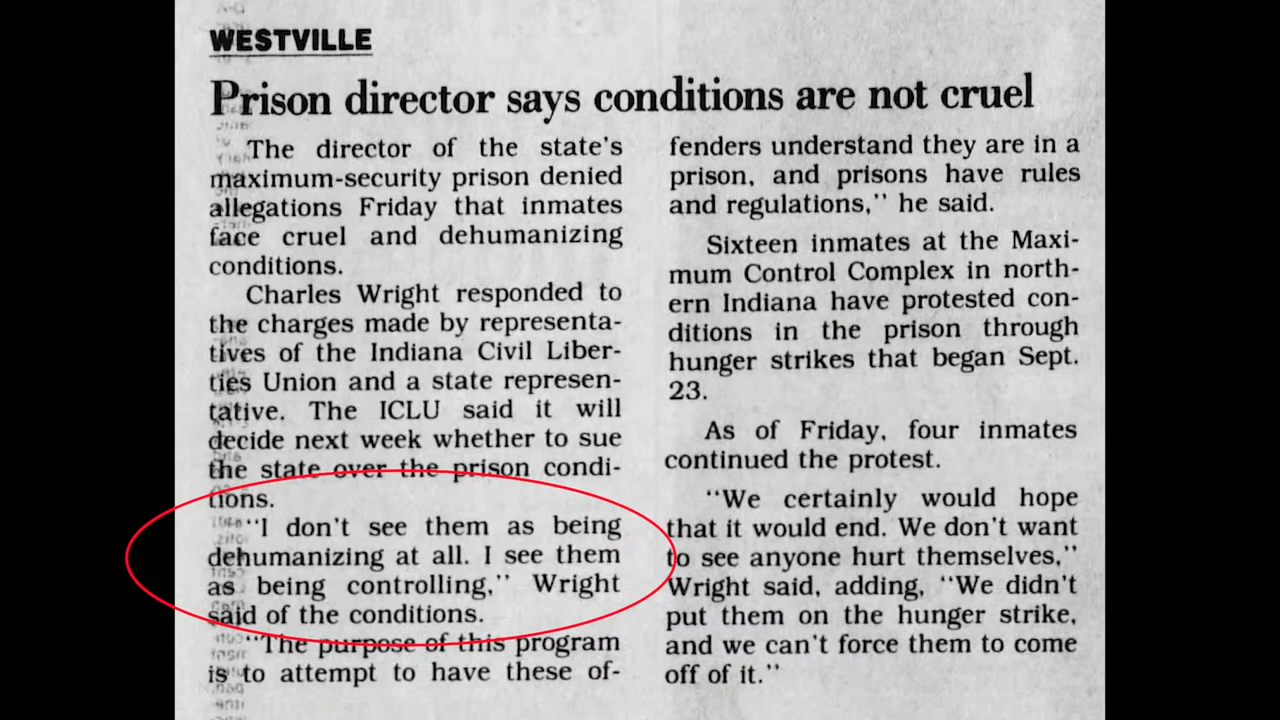 WESTVILLE
Prison director says conditions are not cruel
The director of the state's
maximum-security prison denied
allegations Friday that inmates
face cruel and dehumanizing
conditions.
Charles Wright responded to
the charges made by representa-
tives of the Indiana Civil Liber-
ties Union and a state represen-
tative. The ICLU said it will
decide next week whether to sue
the state over the prison condi-
tions.
"I don't see them as being
dehumanizing at all. I see them
as being controlling," Wright
said of the conditions.
"The purpose of this program
is to attempt to have these of-
fenders understand they are in a
prison, and prisons have rules
and regulations," he said.
Sixteen inmates at the Maxi-
mum Control Complex in north-
ern Indiana have protested con-
ditions in the prison through
hunger strikes that began Sept.
23.
As of Friday, four inmates
continued the protest.
"We certainly would hope
that it would end. We don't want
to see anyone hurt themselves,"
Wright said, adding, "We didn't
put them on the hunger strike,
and we can't force them to come
off of it."